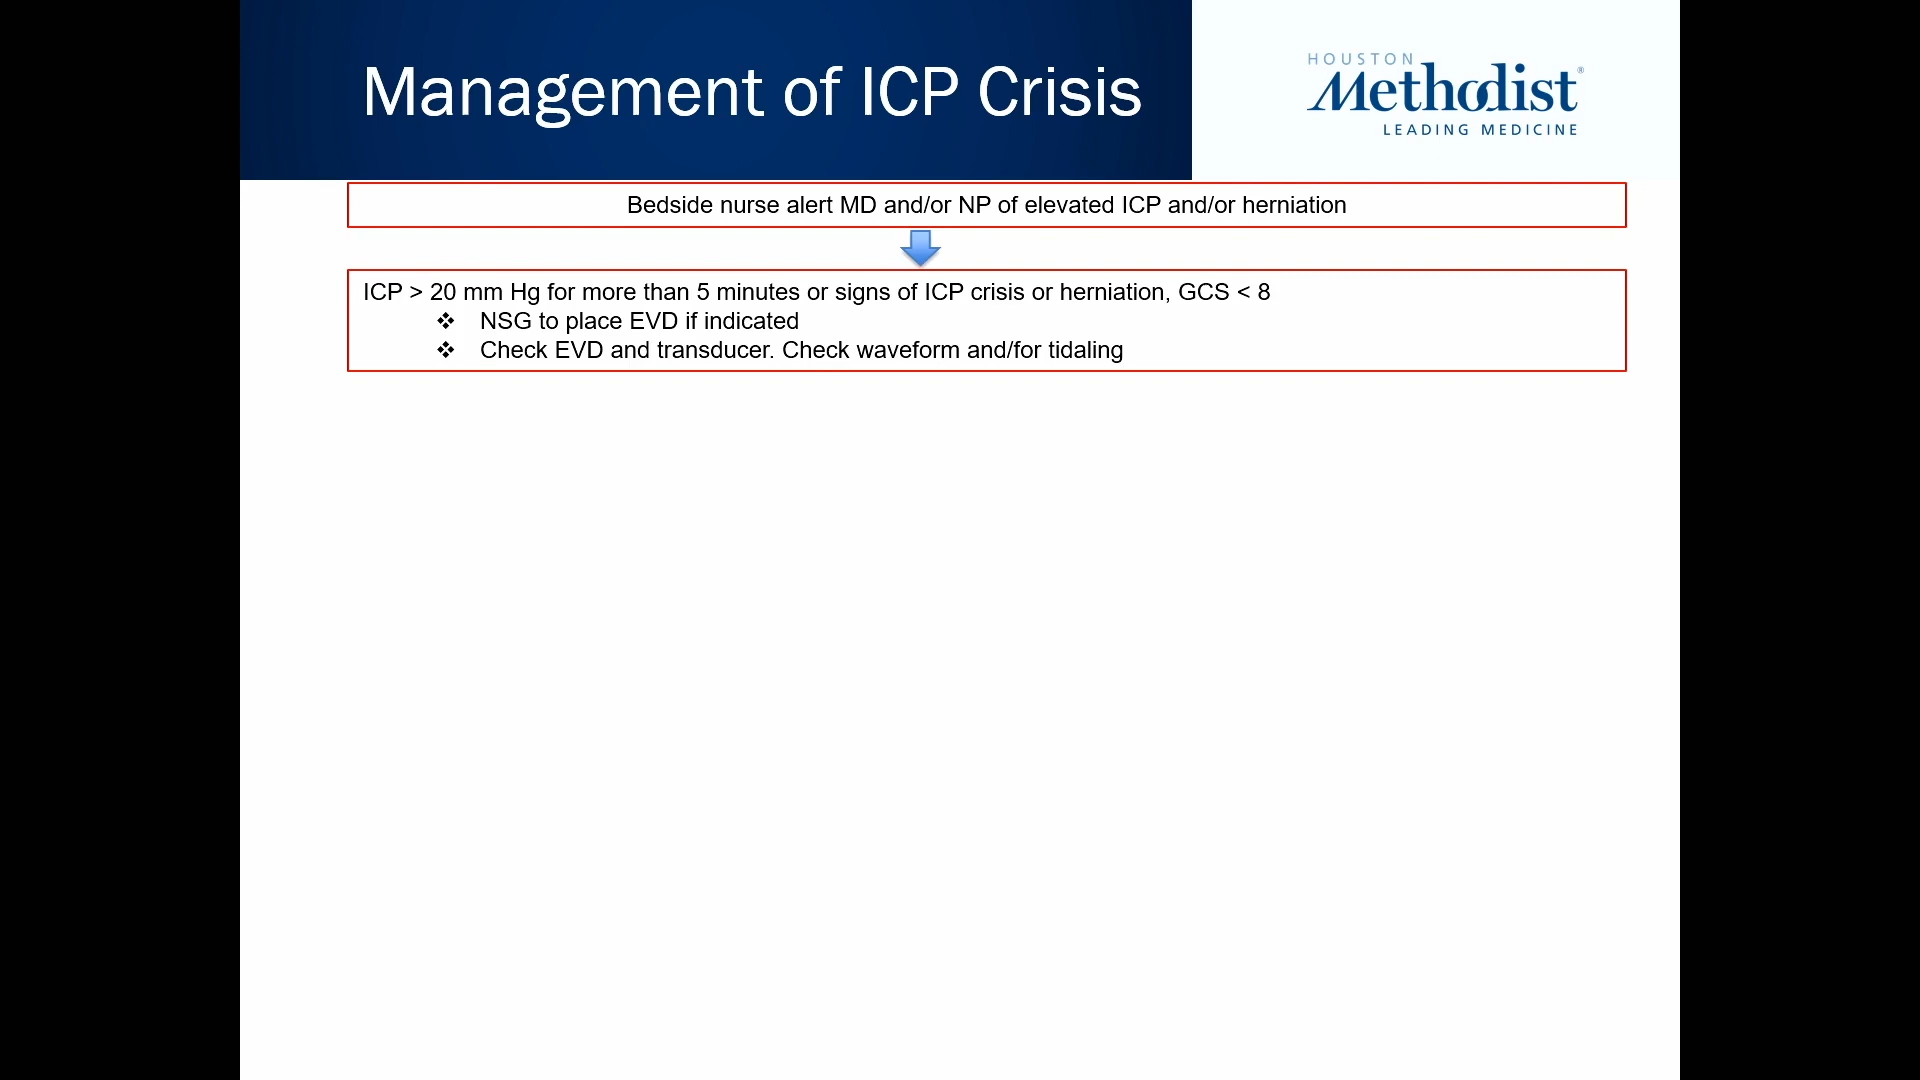 Management of ICP Crisis
HOUSTON
Methodist®
LEADING MEDICINE
Bedside nurse alert MD and/or NP of elevated ICP and/or herniation
ICP > 20 mm Hg for more than 5 minutes or signs of ICP crisis or herniation, GCS < 8
❖ NSG to place EVD if indicated
❖ Check EVD and transducer. Check waveform and/for tidaling